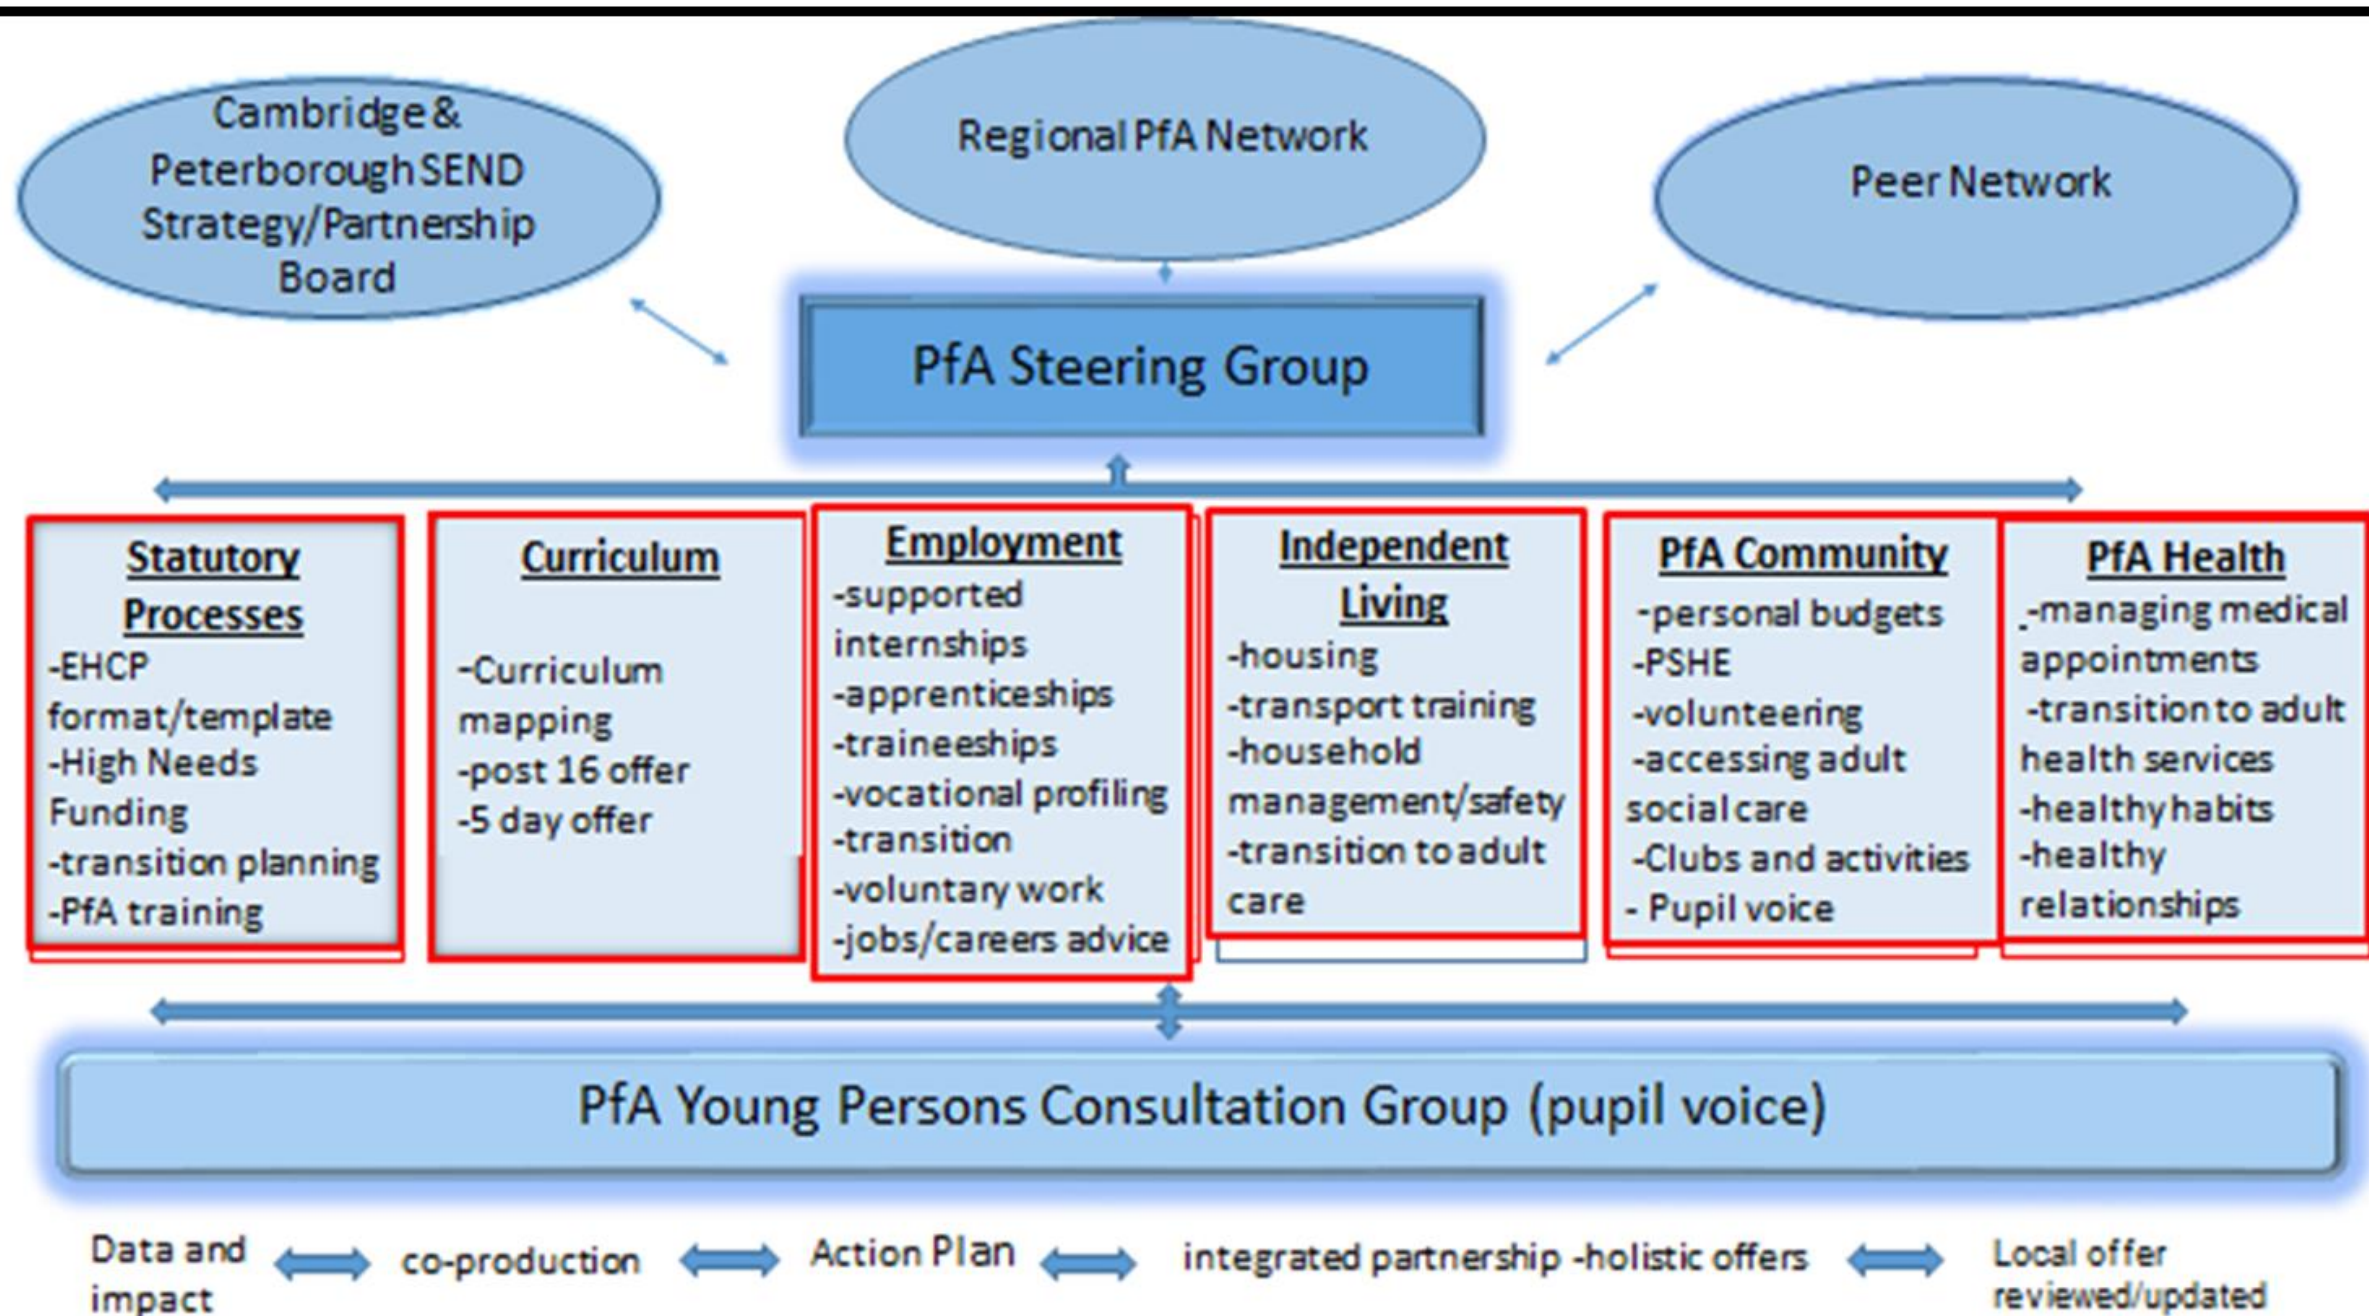 Cambridge &
Peterborough SEND
Strategy/Partnership
Board
Regional PfA Network
Peer Network
PfA Steering Group
Statutory
Processes
-EHCP
format/template
-High Needs
Funding
-transition planning
-PfA training
Curriculum
-Curriculum
mapping
-post 16 offer
-5 day offer
Employment
-supported
internships
-apprenticeships
-traineeships
-vocational profiling
-transition
-voluntary work
-jobs/careers advice
Independent
Living
-housing
-transport training
-household
management/safety
-transition to adult
care
PfA Community
-personal budgets
-PSHE
-volunteering
-accessing adult
social care
-Clubs and activities
- Pupil voice
PfA Health
-managing medical
appointments
-transition to adult
health services
-healthy habits
-healthy
relationships
PfA Young Persons Consultation Group (pupil voice)
Data and
impact
co-production
Action Plan
integrated partnership -holistic offers
Local offer
reviewed/updated